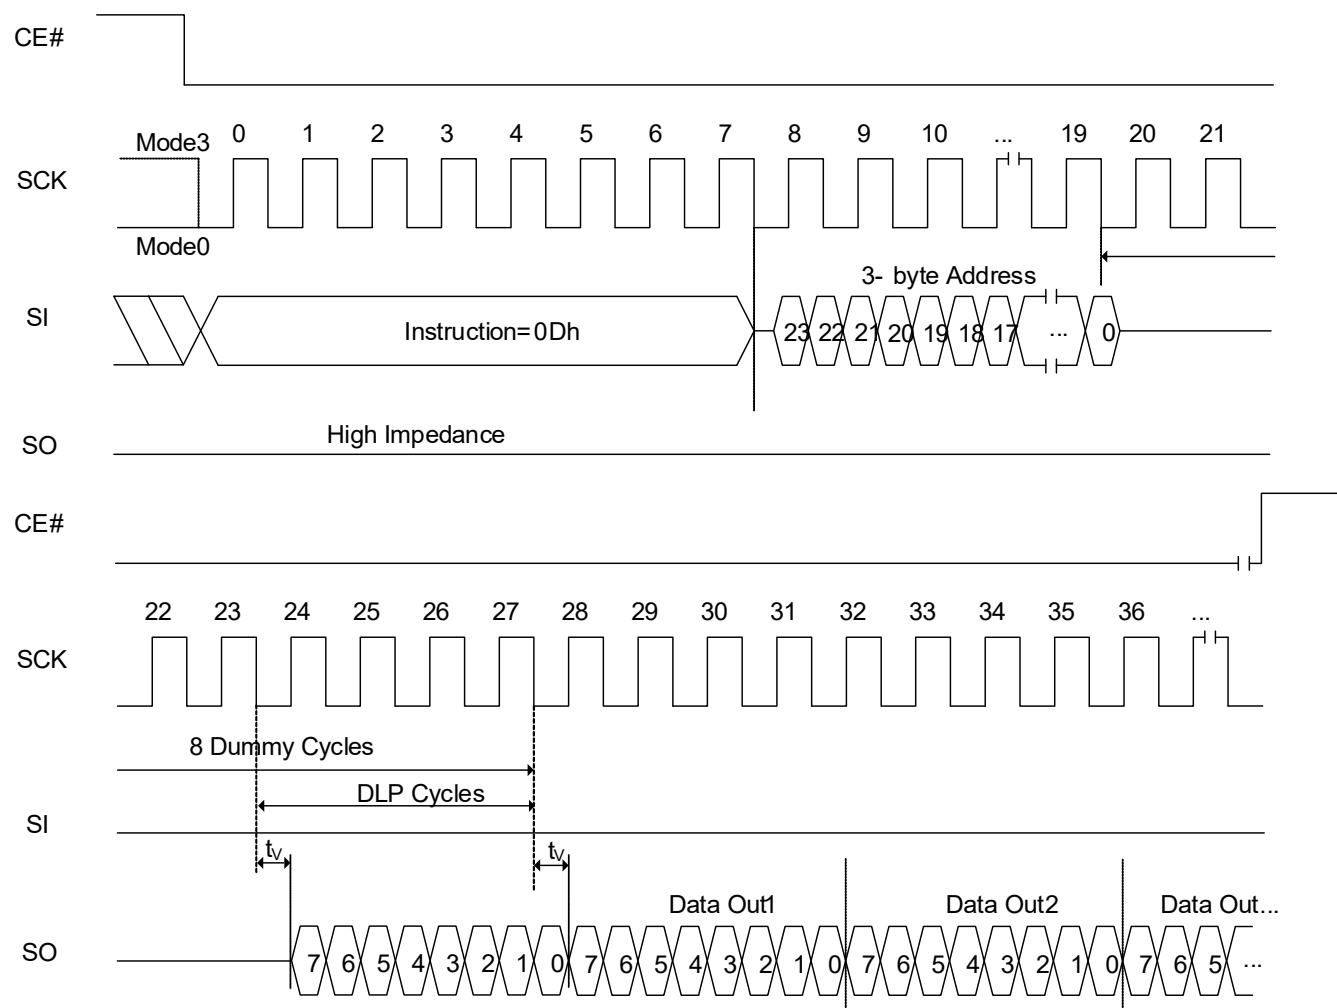 CE#
Mode3 0 1 2 3 4 5 6 7 8 9 10 ... 19 20 21
SCK
Mode0
3- byte Address
SI Instruction=0Dh 23 22 21 20 19 18 17 ... 0
High Impedance
SO
CE#
22 23 24 25 26 27 28 29 30 31 32 33 34 35 36 ...
SCK
8 Dummy Cycles
DLP Cycles
SI
tV tV
Data Out1 Data Out2 Data Out...
SO 7 6 5 4 3 2 1 0 7 6 5 4 3 2 1 0 7 6 5 4 3 2 1 0 7 6 5 ...